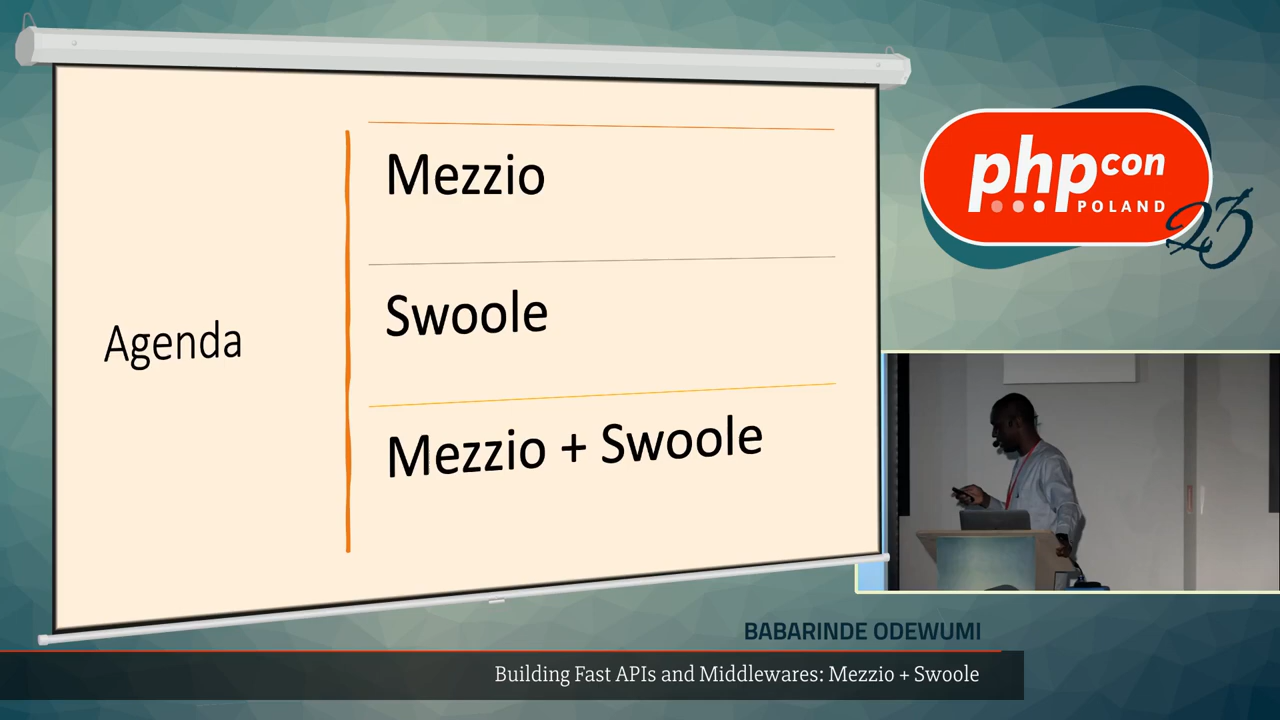 Agenda
Mezzio
Swoole
Mezzio + Swoole
phpcon
POLAND
23
BABARINDE ODEWUMI
Building Fast APIs and Middlewares: Mezzio + Swoole